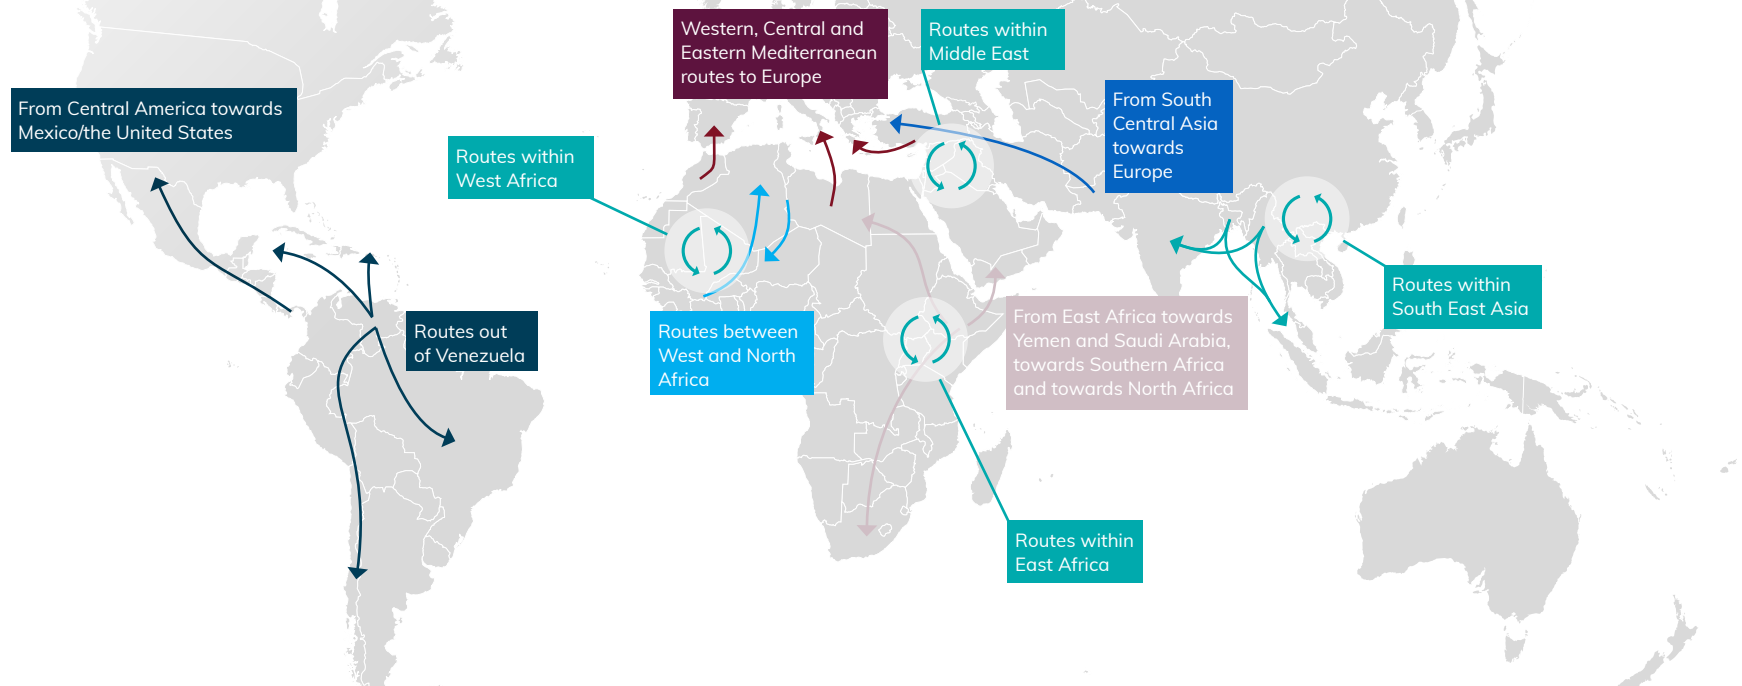 Western, Central and
Eastern Mediterranean
routes to Europe
Routes within
Middle East
From Central America towards
Mexico/the United States
From South
Central Asia
towards
Europe
Routes within
West Africa
Routes within
South East Asia
Routes out
of Venezuela
Routes between
West and North
Africa
From East Africa towards
Yemen and Saudi Arabia,
towards Southern Africa
and towards North Africa
Routes within
East Africa